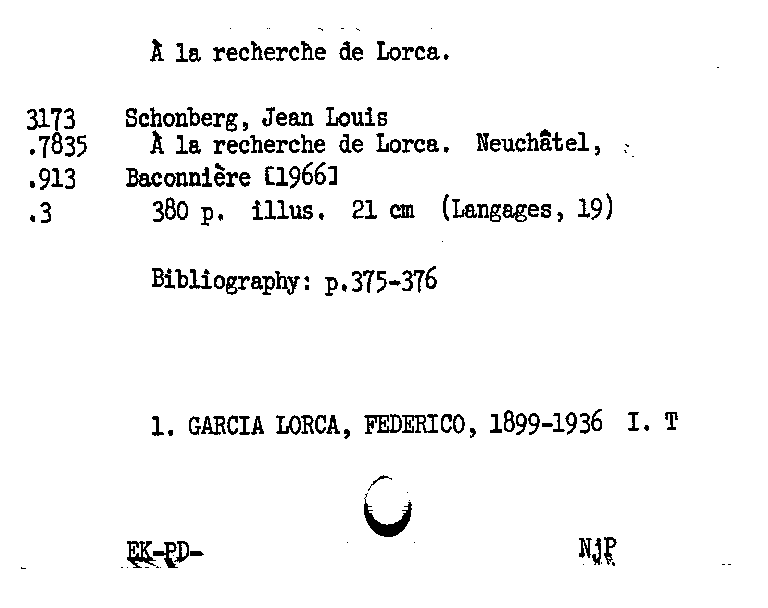 À la recherche de Lorca.
3173 Schonberg, Jean Louis
.7835 À la recherche de Lorca. Neuchâtel,
.913 Baconnière [1966]
.3 380 p. illus. 21 cm (Langages, 19)
Bibliography: p.375-376
1. GARCIA LORCA, FEDERICO, 1899-1936 I. T
EK-PD- NjP